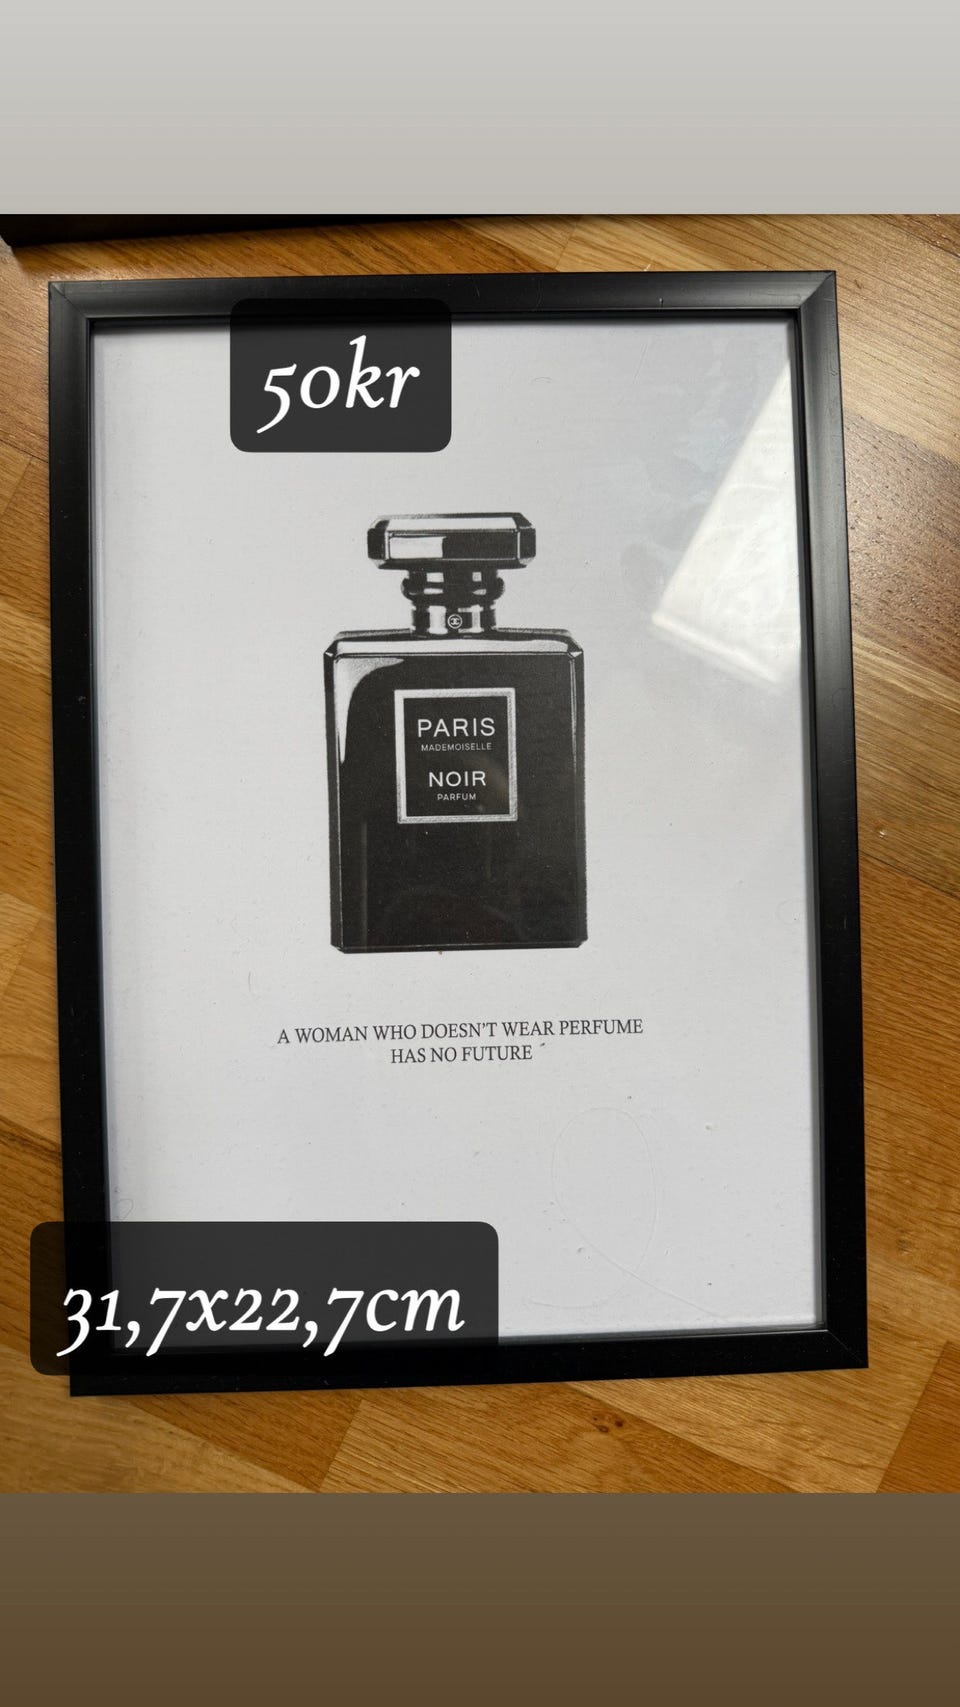 50kr
PARIS
MADEMOISELLE
NOIR
PARFUM
A WOMAN WHO DOESN'T WEAR PERFUME
HAS NO FUTURE
31,7x22,7cm